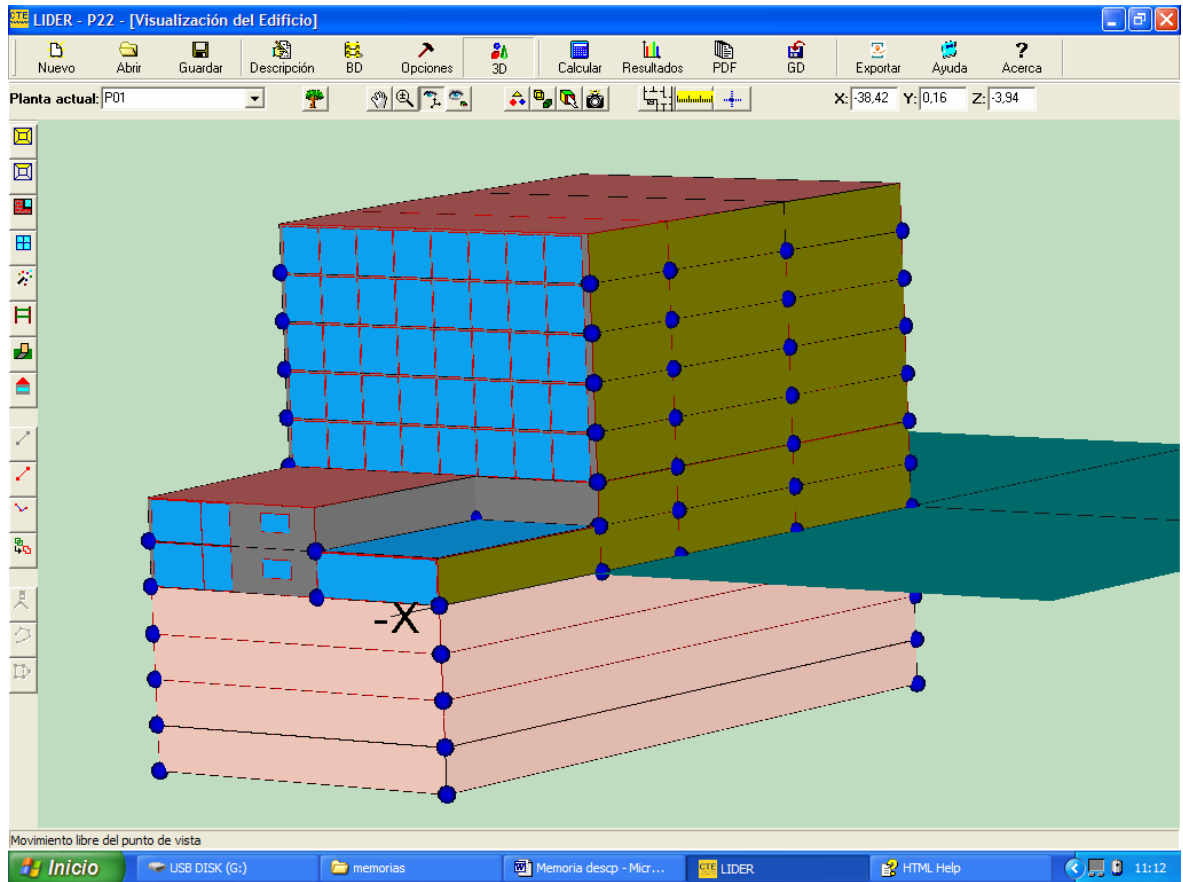 CTE LIDER - P22 - [Visualización del Edificio]
Nuevo Abrir Guardar Descripción BD Opciones 3D Calcular Resultados PDF GD Exportar Ayuda Acerca
Planta actual: P01 X: -38,42 Y: 0,16 Z: -3,94
-X
Movimiento libre del punto de vista
Inicio USB DISK (G:) memorias Memoria descp - Micr... CTE LIDER HTML Help 11:12